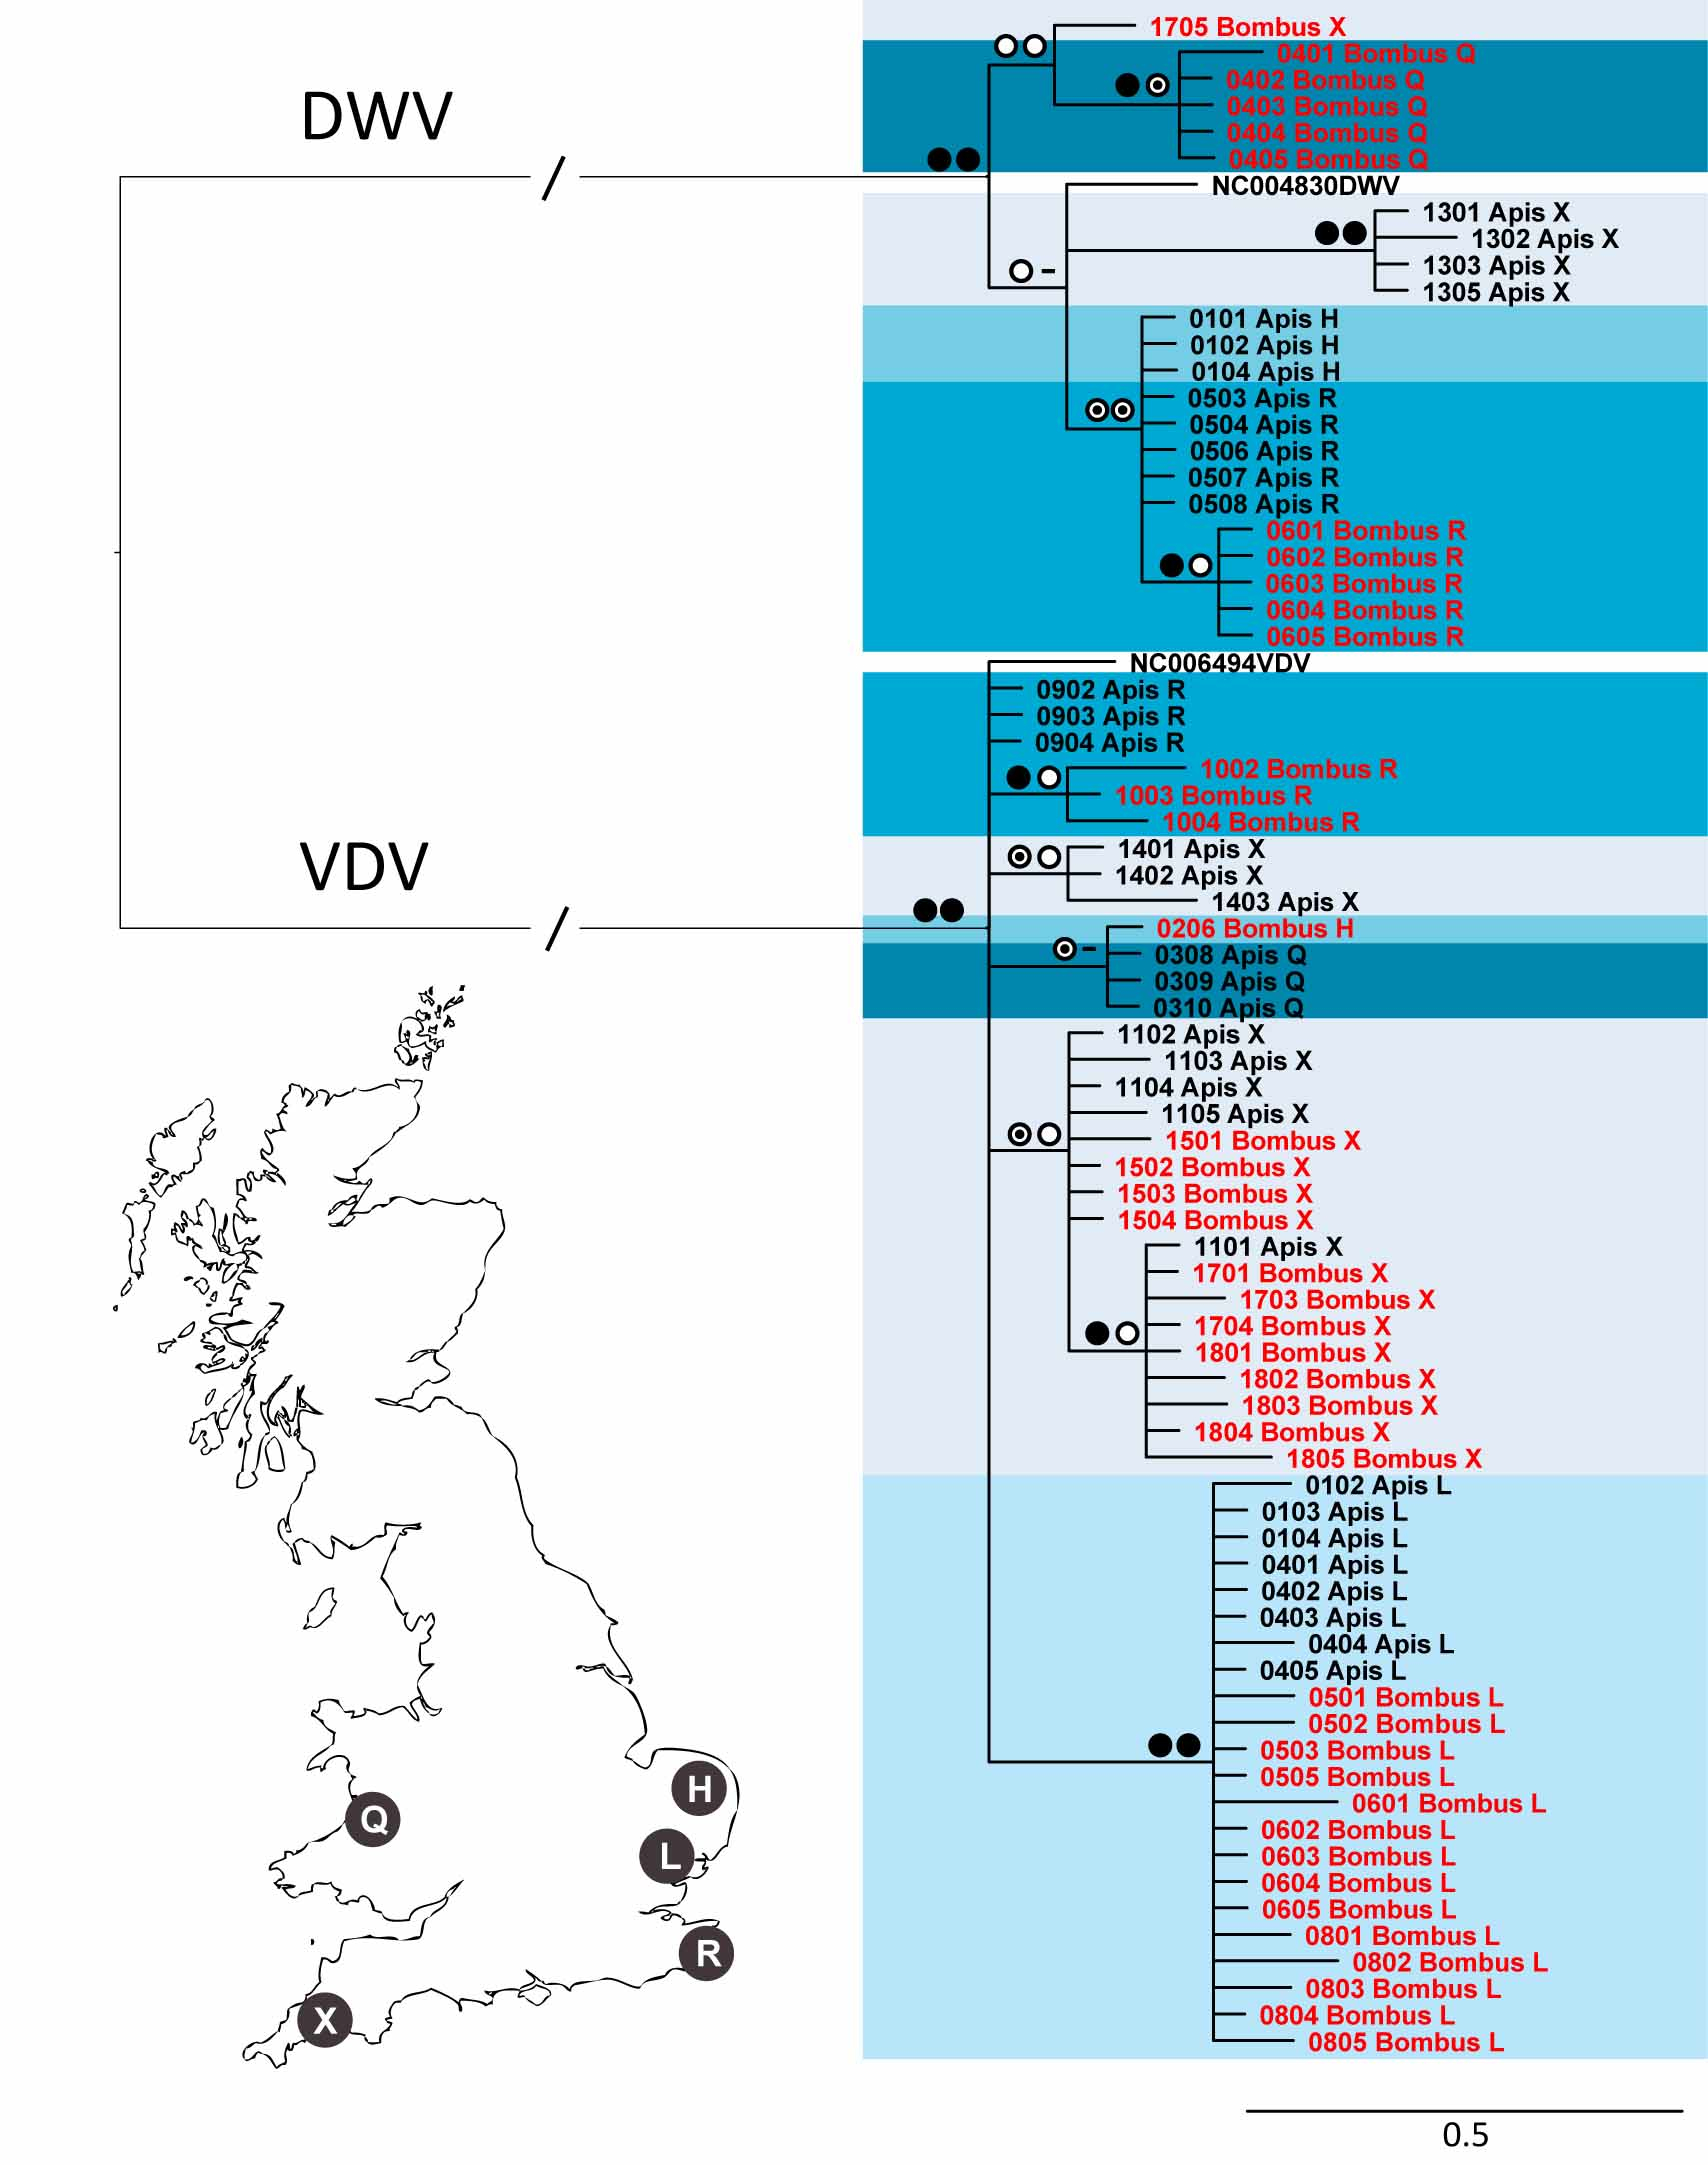 DWV
1705 Bombus X
0401 Bombus Q
0402 Bombus Q
0403 Bombus Q
0404 Bombus Q
0405 Bombus Q
NC004830DWV
1301 Apis X
1302 Apis X
1303 Apis X
1305 Apis X
0101 Apis H
0102 Apis H
0104 Apis H
0503 Apis R
0504 Apis R
0506 Apis R
0507 Apis R
0508 Apis R
0601 Bombus R
0602 Bombus R
0603 Bombus R
0604 Bombus R
0605 Bombus R
VDV
NC006494VDV
0902 Apis R
0903 Apis R
0904 Apis R
1002 Bombus R
1003 Bombus R
1004 Bombus R
1401 Apis X
1402 Apis X
1403 Apis X
0206 Bombus H
0308 Apis Q
0309 Apis Q
0310 Apis Q
1102 Apis X
1103 Apis X
1104 Apis X
1105 Apis X
1501 Bombus X
1502 Bombus X
1503 Bombus X
1504 Bombus X
1101 Apis X
1701 Bombus X
1703 Bombus X
1704 Bombus X
1801 Bombus X
1802 Bombus X
1803 Bombus X
1804 Bombus X
1805 Bombus X
0102 Apis L
0103 Apis L
0104 Apis L
0401 Apis L
0402 Apis L
0403 Apis L
0404 Apis L
0405 Apis L
0501 Bombus L
0502 Bombus L
0503 Bombus L
0505 Bombus L
0601 Bombus L
0602 Bombus L
0603 Bombus L
0604 Bombus L
0605 Bombus L
0801 Bombus L
0802 Bombus L
0803 Bombus L
0804 Bombus L
0805 Bombus L
H
Q
L
R
X
0.5